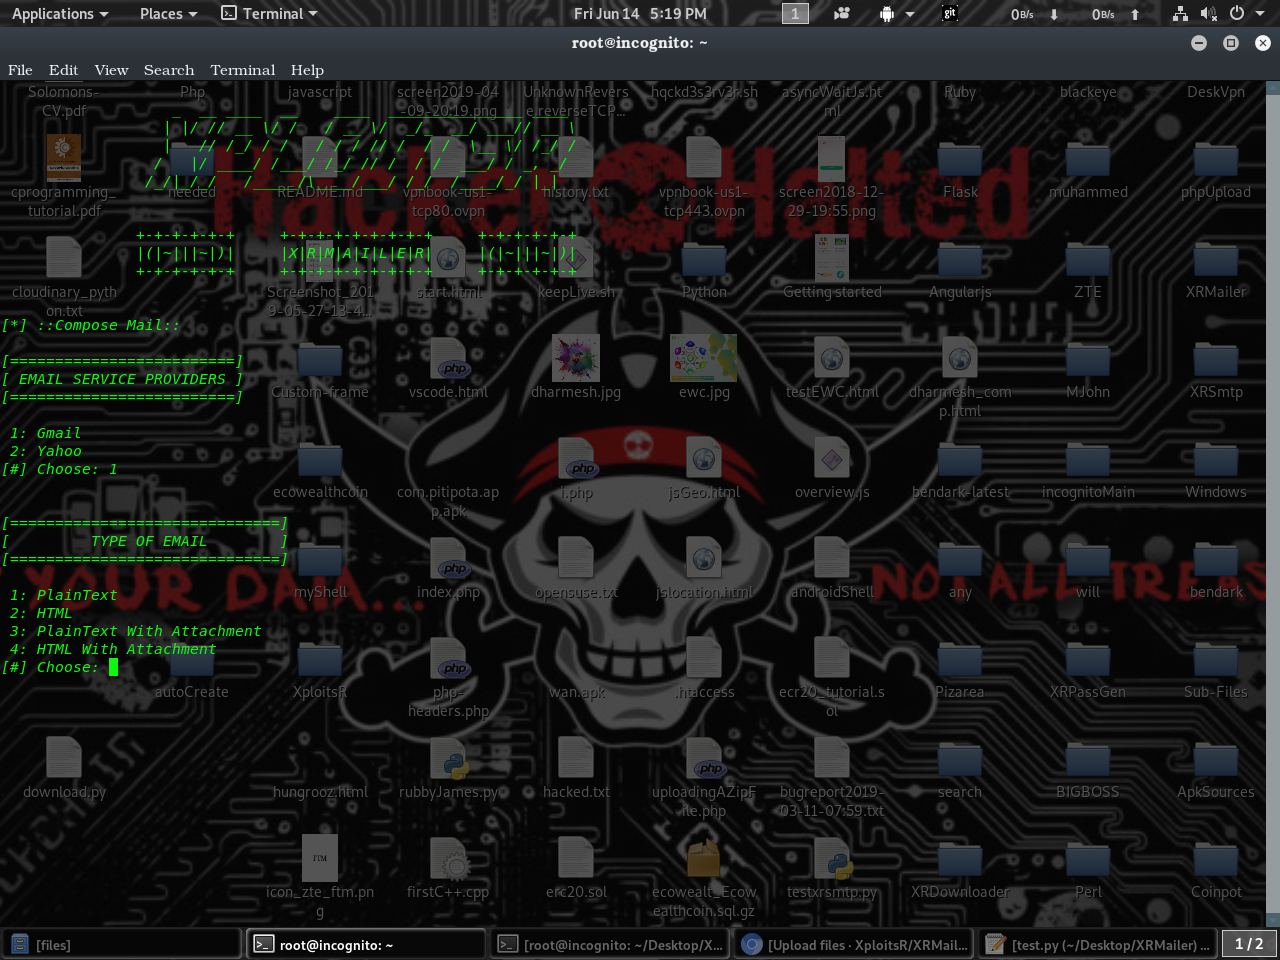 Applications Places Terminal Fri Jun 14 5:19 PM 1 git 0B/s 0B/s
root@incognito: ~
File Edit View Search Terminal Help
Solomons-CV.pdf Php javascript screen2019-04-09-20:19.png UnknownReverse.reverseTCP... hqckd3s3rv3r.sh asyncWaitJs.html Ruby blackeye DeskVpn
Hacker Halted
cprogramming_tutorial.pdf needed README.md vpnbook-us1-tcp80.ovpn history.txt vpnbook-us1-tcp443.ovpn screen2018-12-29-19:55.png Flask muhammed phpUpload
+-+-+-+-+-+ +-+-+-+-+-+-+-+-+ +-+-+-+-+-+
|(|~|||~|)| |X|R|M|A|I|L|E|R| |(|~|||~|)|
+-+-+-+-+-+ +-+-+-+-+-+-+-+-+ +-+-+-+-+-+
cloudinary_python.txt Screenshot_2019-05-27-13-4... start.html keepLive.sh Python Getting started Angularjs ZTE XRMailer
[*] ::Compose Mail::
[=========================]
[ EMAIL SERVICE PROVIDERS ]
[=========================]
Custom-frame vscode.html dharmesh.jpg ewc.jpg testEWC.html dharmesh_comp.html MJohn XRSmtp
1: Gmail
2: Yahoo
[#] Choose: 1
ecowealthcoin com.pitipota.app.apk i.php jsGeo.html overview.js bendark-latest incognitoMain Windows
[==============================]
[ TYPE OF EMAIL ]
[==============================]
YOUR DATA... NOT ALL
1: PlainText
2: HTML
3: PlainText With Attachment
4: HTML With Attachment
[#] Choose:
myShell index.php opensuse.txt jslocation.html androidShell any will bendark
autoCreate XploitsR php-headers.php wan.apk .htaccess ecr20_tutorial.sol Pizarea XRPassGen Sub-Files
download.py hungrooz.html rubbyJames.py hacked.txt uploadingAZipFile.php bugreport2019-03-11-07:59.txt search BIGBOSS ApkSources
FTM
icon_zte_ftm.png firstC++.cpp erc20.sol ecowealt_Ecowealthcoin.sql.gz testxrsmtp.py XRDownloader Perl Coinpot
[files] root@incognito: ~ [root@incognito: ~/Desktop/X... [Upload files · XploitsR/XRMail... [test.py (~/Desktop/XRMailer) ... 1 / 2